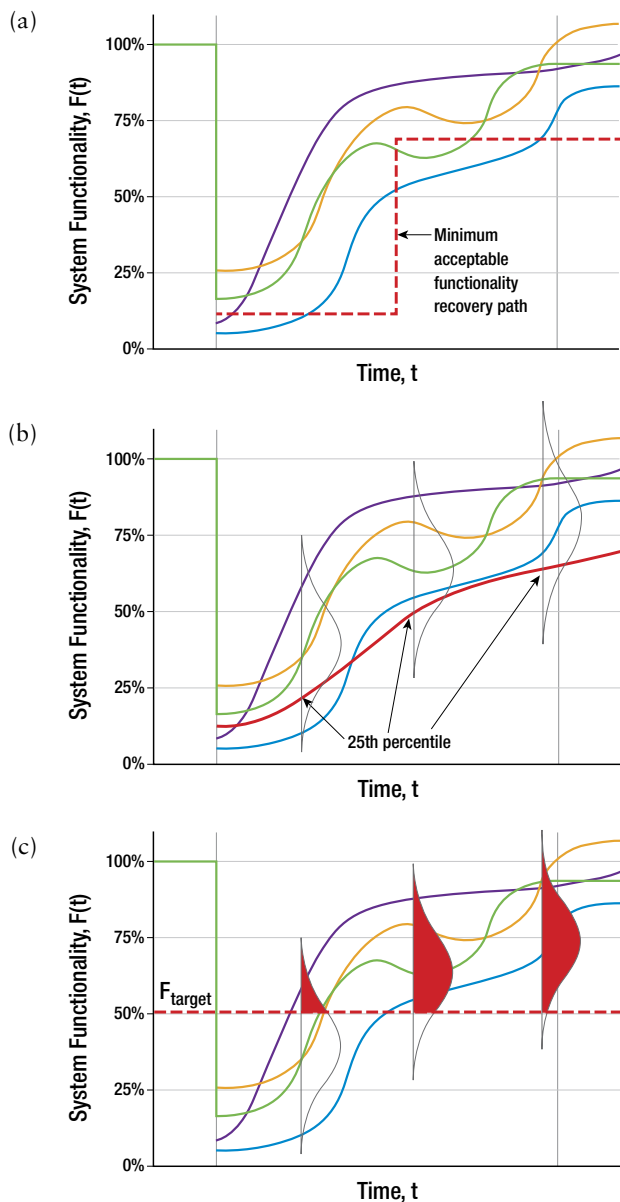 (a)
100%
75%
50%
25%
0%
System Functionality, F(t)
Minimum
acceptable
functionality
recovery path
Time, t
(b)
100%
75%
50%
25%
0%
System Functionality, F(t)
25th percentile
Time, t
(c)
100%
75%
F_target
50%
25%
0%
System Functionality, F(t)
Time, t